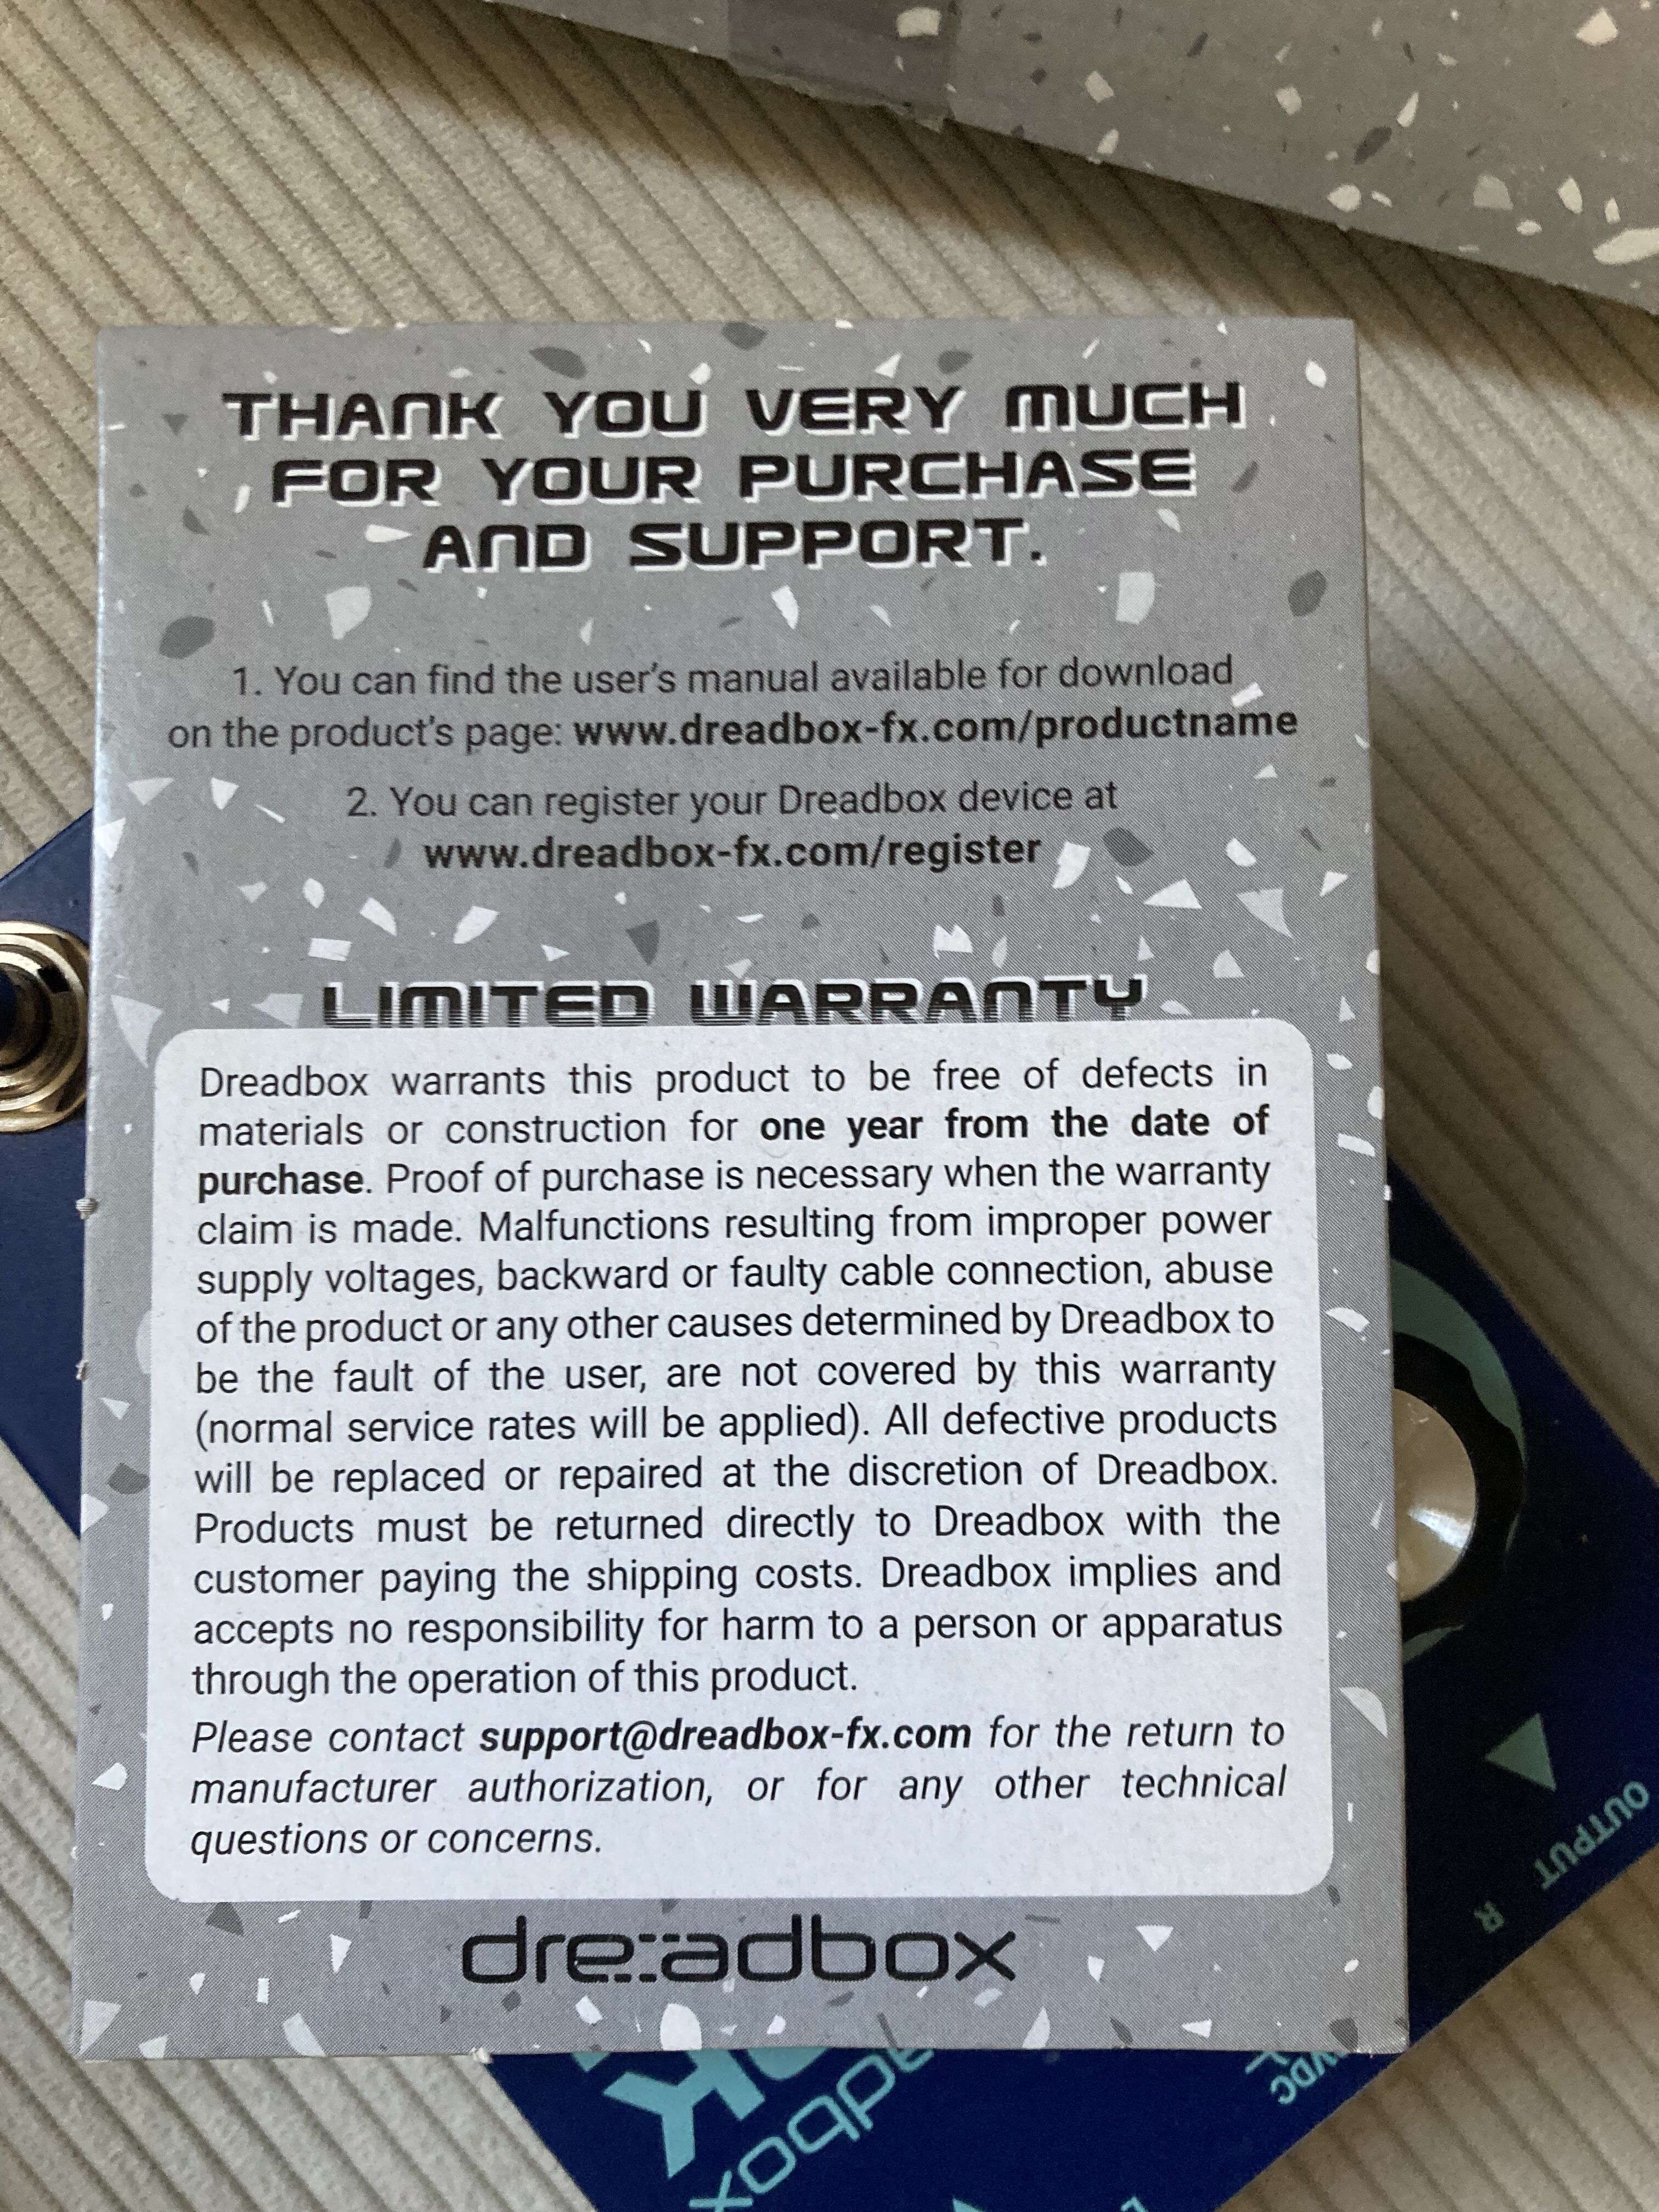 THANK YOU VERY MUCH
FOR YOUR PURCHASE
AND SUPPORT.
1. You can find the user's manual available for download
on the product's page: www.dreadbox-fx.com/productname
2. You can register your Dreadbox device at
www.dreadbox-fx.com/register
LIMITED WARRANTY
Dreadbox warrants this product to be free of defects in
materials or construction for one year from the date of
purchase. Proof of purchase is necessary when the warranty
claim is made. Malfunctions resulting from improper power
supply voltages, backward or faulty cable connection, abuse
of the product or any other causes determined by Dreadbox to
be the fault of the user, are not covered by this warranty
(normal service rates will be applied). All defective products
will be replaced or repaired at the discretion of Dreadbox.
Products must be returned directly to Dreadbox with the
customer paying the shipping costs. Dreadbox implies and
accepts no responsibility for harm to a person or apparatus
through the operation of this product.
Please contact support@dreadbox-fx.com for the return to
manufacturer authorization, or for any other technical
questions or concerns.
dreadbox
OUTPUT
R